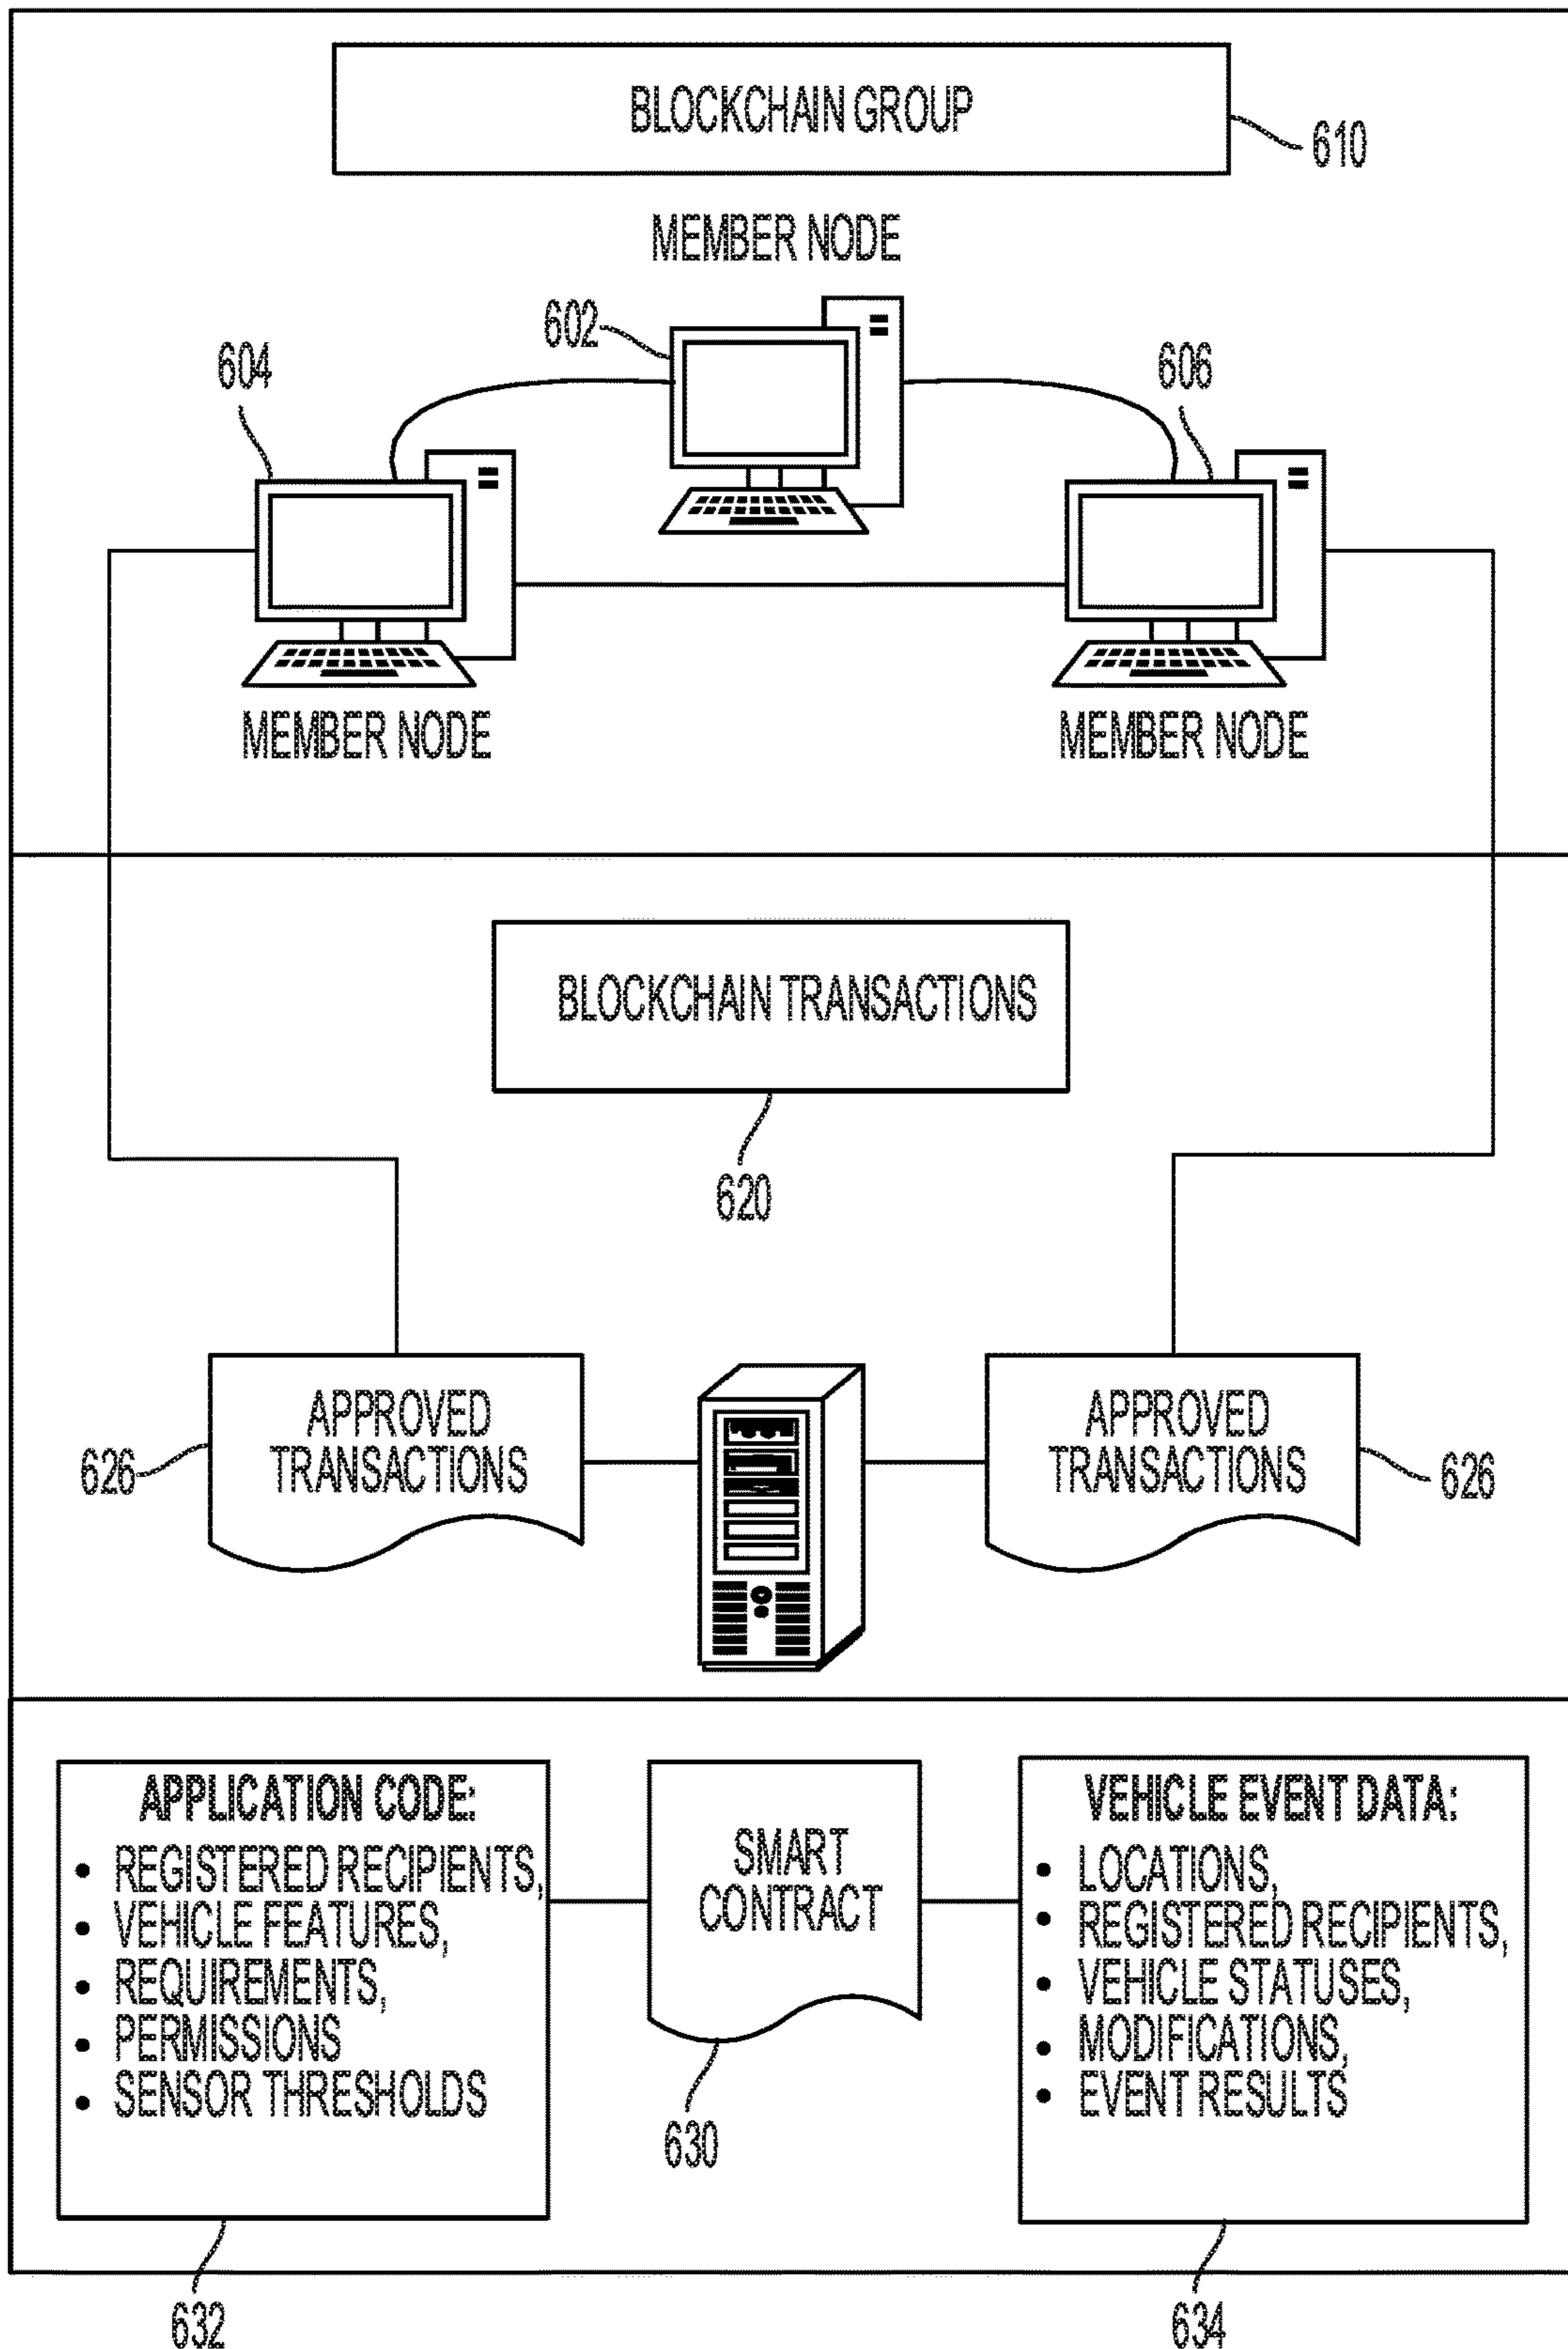 BLOCKCHAIN GROUP
610
MEMBER NODE
602
604
606
MEMBER NODE
MEMBER NODE
BLOCKCHAIN TRANSACTIONS
620
APPROVED
TRANSACTIONS
626
APPROVED
TRANSACTIONS
626
APPLICATION CODE:
• REGISTERED RECIPIENTS,
• VEHICLE FEATURES,
• REQUIREMENTS,
• PERMISSIONS
• SENSOR THRESHOLDS
632
SMART
CONTRACT
630
VEHICLE EVENT DATA:
• LOCATIONS,
• REGISTERED RECIPIENTS,
• VEHICLE STATUSES,
• MODIFICATIONS,
• EVENT RESULTS
634